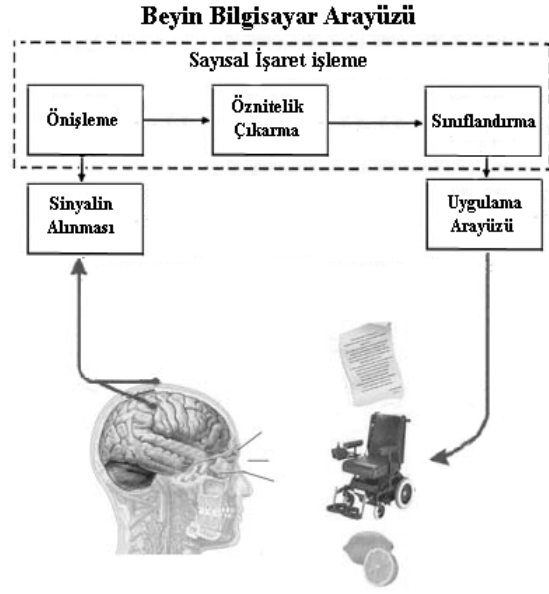 Beyin Bilgisayar Arayüzü
Sayısal İşaret işleme
Önişleme
Öznitelik
Çıkarma
Sınıflandırma
Sinyalin
Alınması
Uygulama
Arayüzü